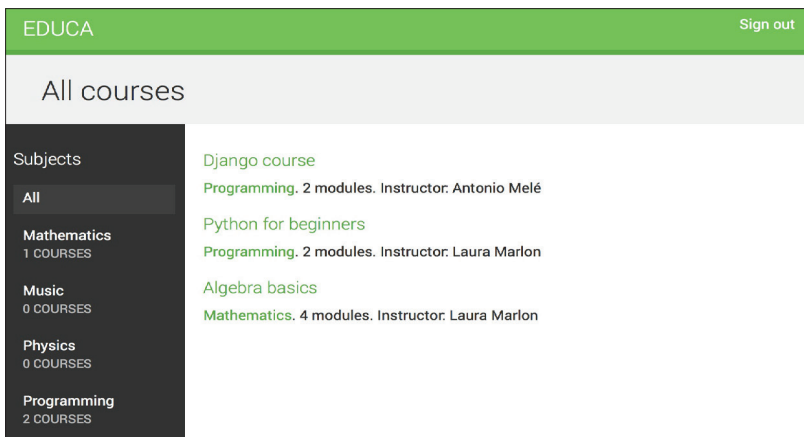 EDUCA
Sign out
All courses
Subjects
All
Mathematics
1 COURSES
Music
0 COURSES
Physics
0 COURSES
Programming
2 COURSES
Django course
Programming. 2 modules. Instructor: Antonio Melé
Python for beginners
Programming. 2 modules. Instructor: Laura Marlon
Algebra basics
Mathematics. 4 modules. Instructor: Laura Marlon